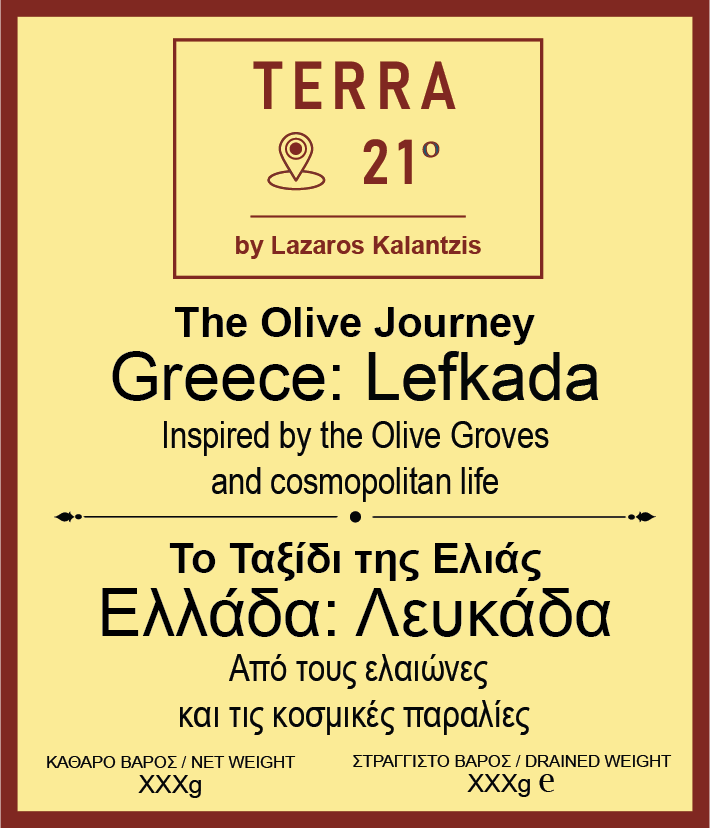 TERRA
21º
by Lazaros Kalantzis
The Olive Journey
Greece: Lefkada
Inspired by the Olive Groves
and cosmopolitan life
Το Ταξίδι της Ελιάς
Ελλάδα: Λευκάδα
Από τους ελαιώνες
και τις κοσμικές παραλίες
ΚΑΘΑΡΟ ΒΑΡΟΣ / NET WEIGHT
XXXg
ΣΤΡΑΓΓΙΣΤΟ ΒΑΡΟΣ / DRAINED WEIGHT
XXXg e